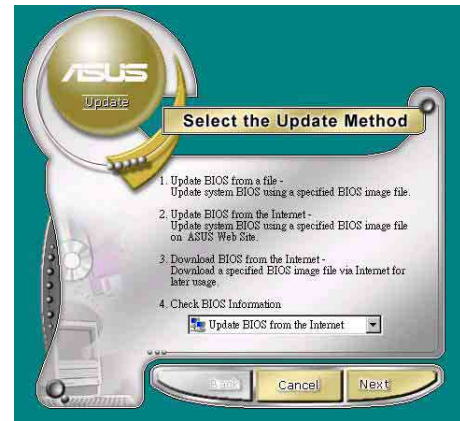 ASUS
Update
Select the Update Method
1. Update BIOS from a file -
Update system BIOS using a specified BIOS image file.
2. Update BIOS from the Internet -
Update system BIOS using a specified BIOS image file
on ASUS Web Site.
3. Download BIOS from the Internet -
Download a specified BIOS image file via Internet for
later usage.
4. Check BIOS Information
Update BIOS from the Internet
Back Cancel Next